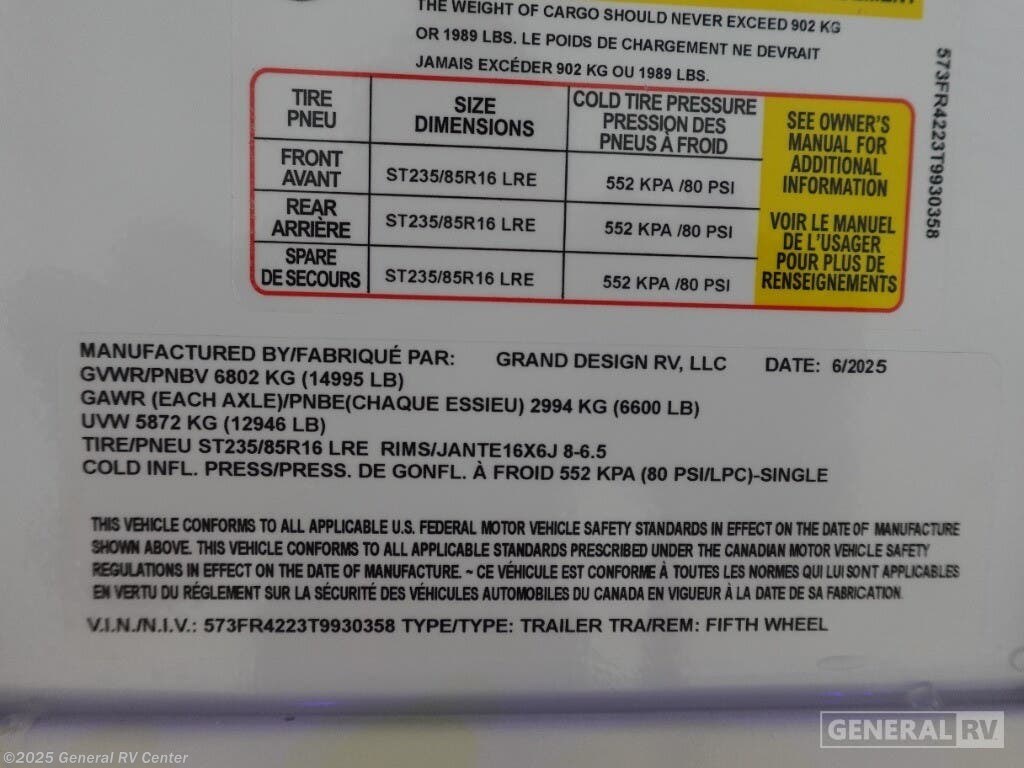 THE WEIGHT OF CARGO SHOULD NEVER EXCEED 902 KG
OR 1989 LBS. LE POIDS DE CHARGEMENT NE DEVRAIT
JAMAIS EXCÉDER 902 KG OU 1989 LBS.
TIRE
PNEU
SIZE
DIMENSIONS
COLD TIRE PRESSURE
PRESSION DES
PNEUS À FROID
FRONT
AVANT
ST235/85R16 LRE
552 KPA /80 PSI
REAR
ARRIÈRE
ST235/85R16 LRE
552 KPA /80 PSI
SPARE
DE SECOURS
ST235/85R16 LRE
552 KPA /80 PSI
SEE OWNER'S
MANUAL FOR
ADDITIONAL
INFORMATION
VOIR LE MANUEL
DE L'USAGER
POUR PLUS DE
RENSEIGNEMENTS
573FR4223T9930358
MANUFACTURED BY/FABRIQUÉ PAR: GRAND DESIGN RV, LLC DATE: 6/2025
GVWR/PNBV 6802 KG (14995 LB)
GAWR (EACH AXLE)/PNBE(CHAQUE ESSIEU) 2994 KG (6600 LB)
UVW 5872 KG (12946 LB)
TIRE/PNEU ST235/85R16 LRE RIMS/JANTE16X6J 8-6.5
COLD INFL. PRESS/PRESS. DE GONFL. À FROID 552 KPA (80 PSI/LPC)-SINGLE
THIS VEHICLE CONFORMS TO ALL APPLICABLE U.S. FEDERAL MOTOR VEHICLE SAFETY STANDARDS IN EFFECT ON THE DATE OF MANUFACTURE
SHOWN ABOVE. THIS VEHICLE CONFORMS TO ALL APPLICABLE STANDARDS PRESCRIBED UNDER THE CANADIAN MOTOR VEHICLE SAFETY
REGULATIONS IN EFFECT ON THE DATE OF MANUFACTURE. ~ CE VÉHICULE EST CONFORME À TOUTES LES NORMES QUI LUI SONT APPLICABLES
EN VERTU DU RÉGLEMENT SUR LA SÉCURITÉ DES VÉHICULES AUTOMOBILES DU CANADA EN VIGUEUR À LA DATE DE SA FABRICATION.
V.I.N./N.I.V.: 573FR4223T9930358 TYPE/TYPE: TRAILER TRA/REM: FIFTH WHEEL
GENERAL RV
©2025 General RV Center